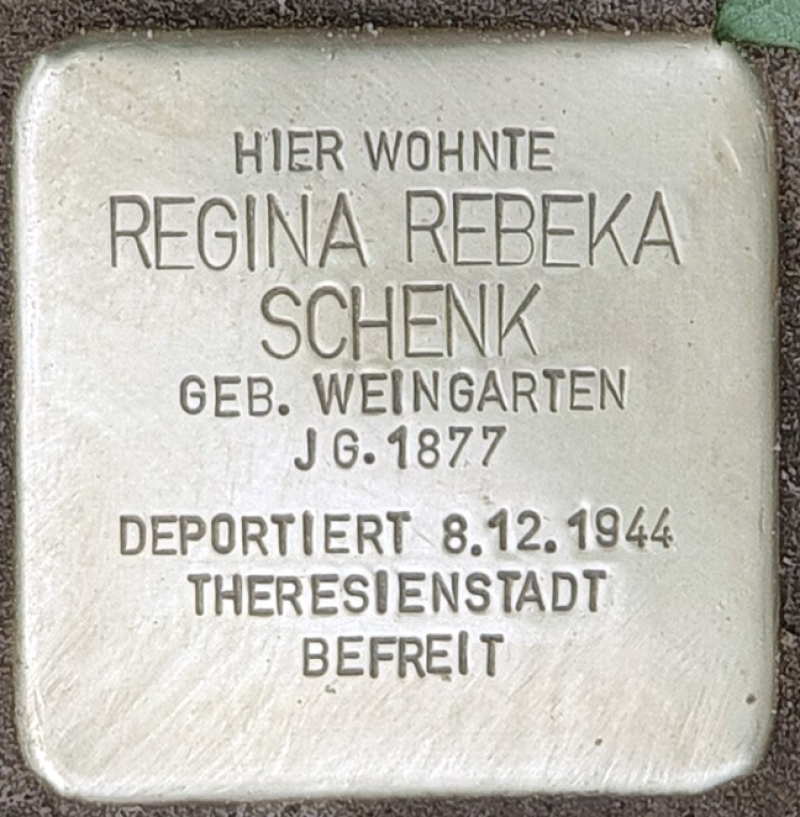 HIER WOHNTE
REGINA REBEKA
SCHENK
GEB. WEINGARTEN
JG. 1877
DEPORTIERT 8.12.1944
THERESIENSTADT
BEFREIT